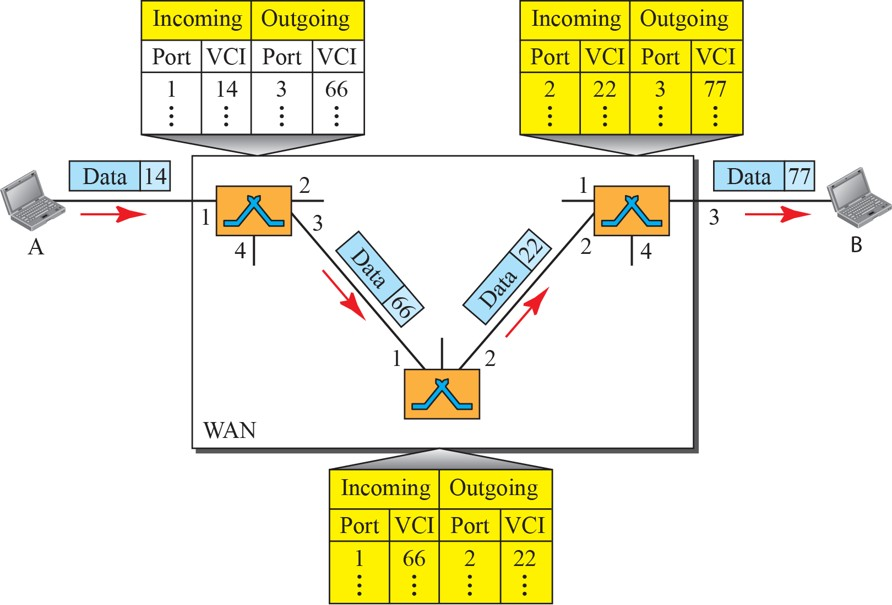 Incoming Outgoing
Port VCI Port VCI
1 14 3 66
⋮ ⋮ ⋮ ⋮
Incoming Outgoing
Port VCI Port VCI
2 22 3 77
⋮ ⋮ ⋮ ⋮
Data 14
A
1
2
3
4
Data 66
Data 22
1
2
4
3
Data 77
B
1
2
WAN
Incoming Outgoing
Port VCI Port VCI
1 66 2 22
⋮ ⋮ ⋮ ⋮